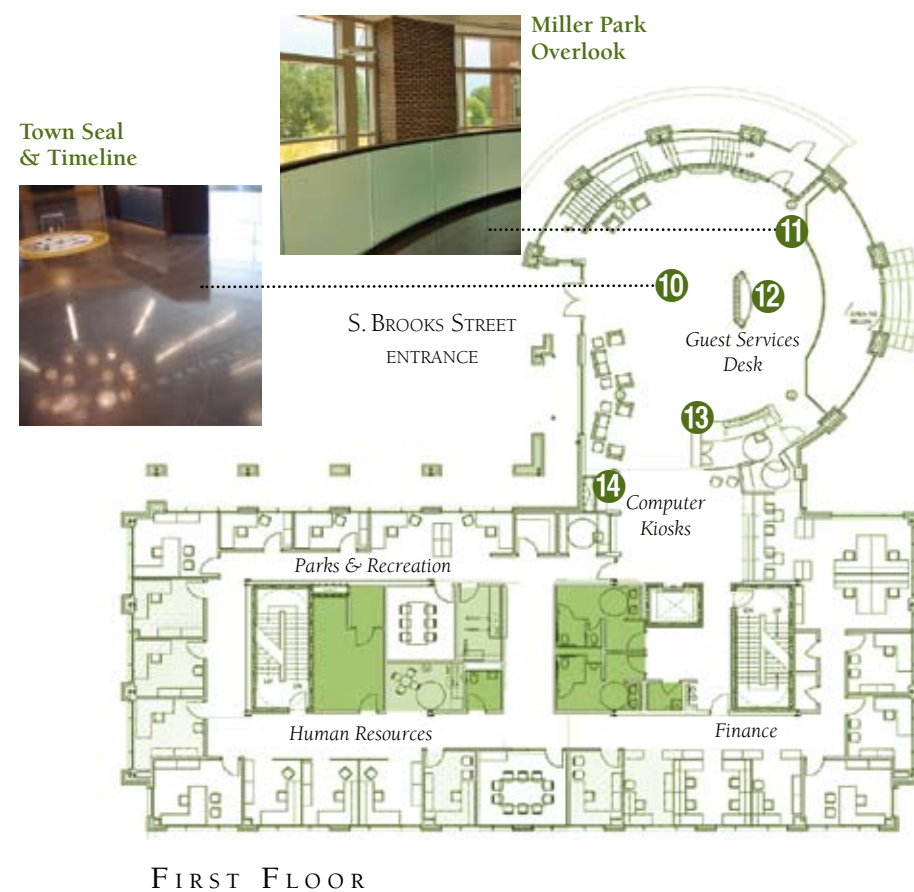 Miller Park
Overlook
Town Seal
& Timeline
11
10
12
S. BROOKS STREET
ENTRANCE
Guest Services
Desk
13
14
Computer
Kiosks
Parks & Recreation
Human Resources
Finance
FIRST FLOOR